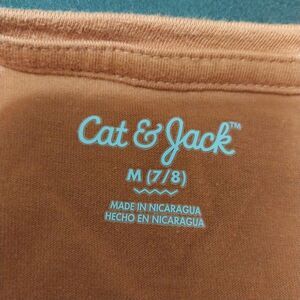 Cat & Jack™
M (7/8)
MADE IN NICARAGUA
HECHO EN NICARAGUA